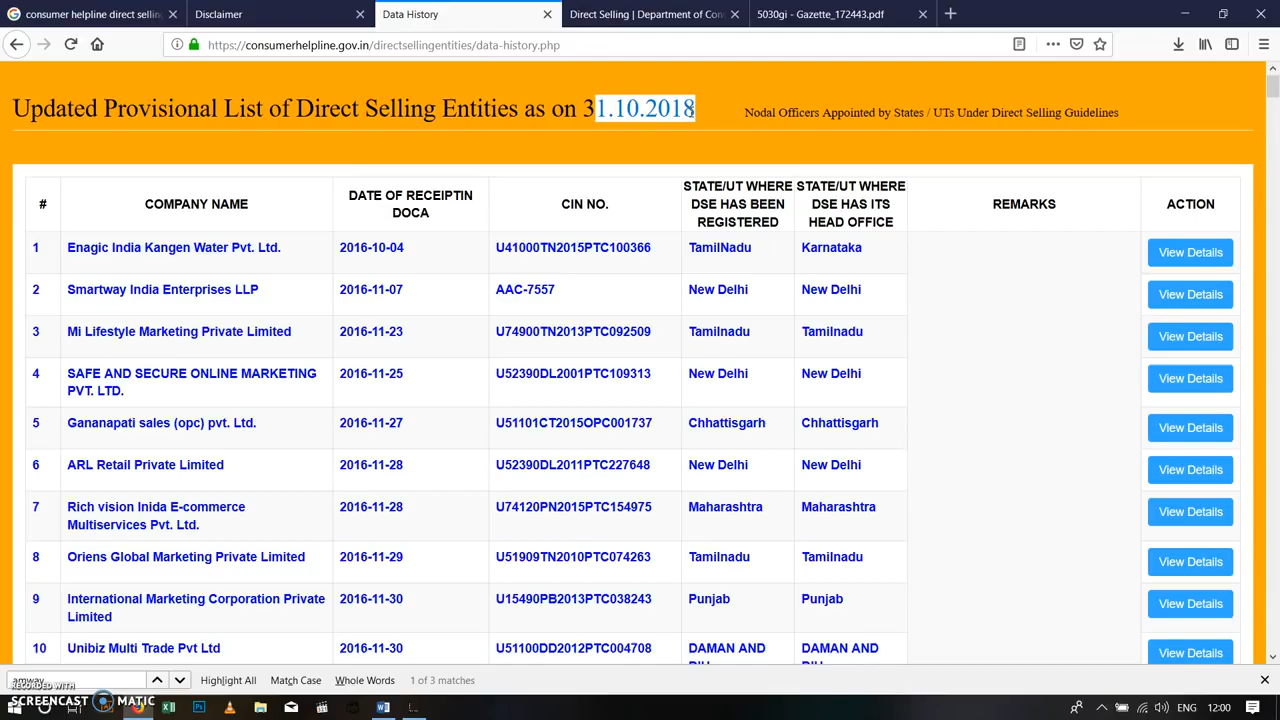 consumer helpline direct sellin
Disclaimer
Data History
Direct Selling | Department of Con
5030gi - Gazette_172443.pdf
https://consumerhelpline.gov.in/directsellingentities/data-history.php
Updated Provisional List of Direct Selling Entities as on 31.10.2018
Nodal Officers Appointed by States / UTs Under Direct Selling Guidelines
# COMPANY NAME DATE OF RECEIPTIN DOCA CIN NO. STATE/UT WHERE DSE HAS BEEN REGISTERED STATE/UT WHERE DSE HAS ITS HEAD OFFICE REMARKS ACTION
1 Enagic India Kangen Water Pvt. Ltd. 2016-10-04 U41000TN2015PTC100366 TamilNadu Karnataka View Details
2 Smartway India Enterprises LLP 2016-11-07 AAC-7557 New Delhi New Delhi View Details
3 Mi Lifestyle Marketing Private Limited 2016-11-23 U74900TN2013PTC092509 Tamilnadu Tamilnadu View Details
4 SAFE AND SECURE ONLINE MARKETING PVT. LTD. 2016-11-25 U52390DL2001PTC109313 New Delhi New Delhi View Details
5 Gananapati sales (opc) pvt. Ltd. 2016-11-27 U51101CT2015OPC001737 Chhattisgarh Chhattisgarh View Details
6 ARL Retail Private Limited 2016-11-28 U52390DL2011PTC227648 New Delhi New Delhi View Details
7 Rich vision Inida E-commerce Multiservices Pvt. Ltd. 2016-11-28 U74120PN2015PTC154975 Maharashtra Maharashtra View Details
8 Oriens Global Marketing Private Limited 2016-11-29 U51909TN2010PTC074263 Tamilnadu Tamilnadu View Details
9 International Marketing Corporation Private Limited 2016-11-30 U15490PB2013PTC038243 Punjab Punjab View Details
10 Unibiz Multi Trade Pvt Ltd 2016-11-30 U51100DD2012PTC004708 DAMAN AND DAMAN AND View Details
Highlight All Match Case Whole Words 1 of 3 matches
RECORDED WITH
SCREENCAST MATIC
ENG 12:00